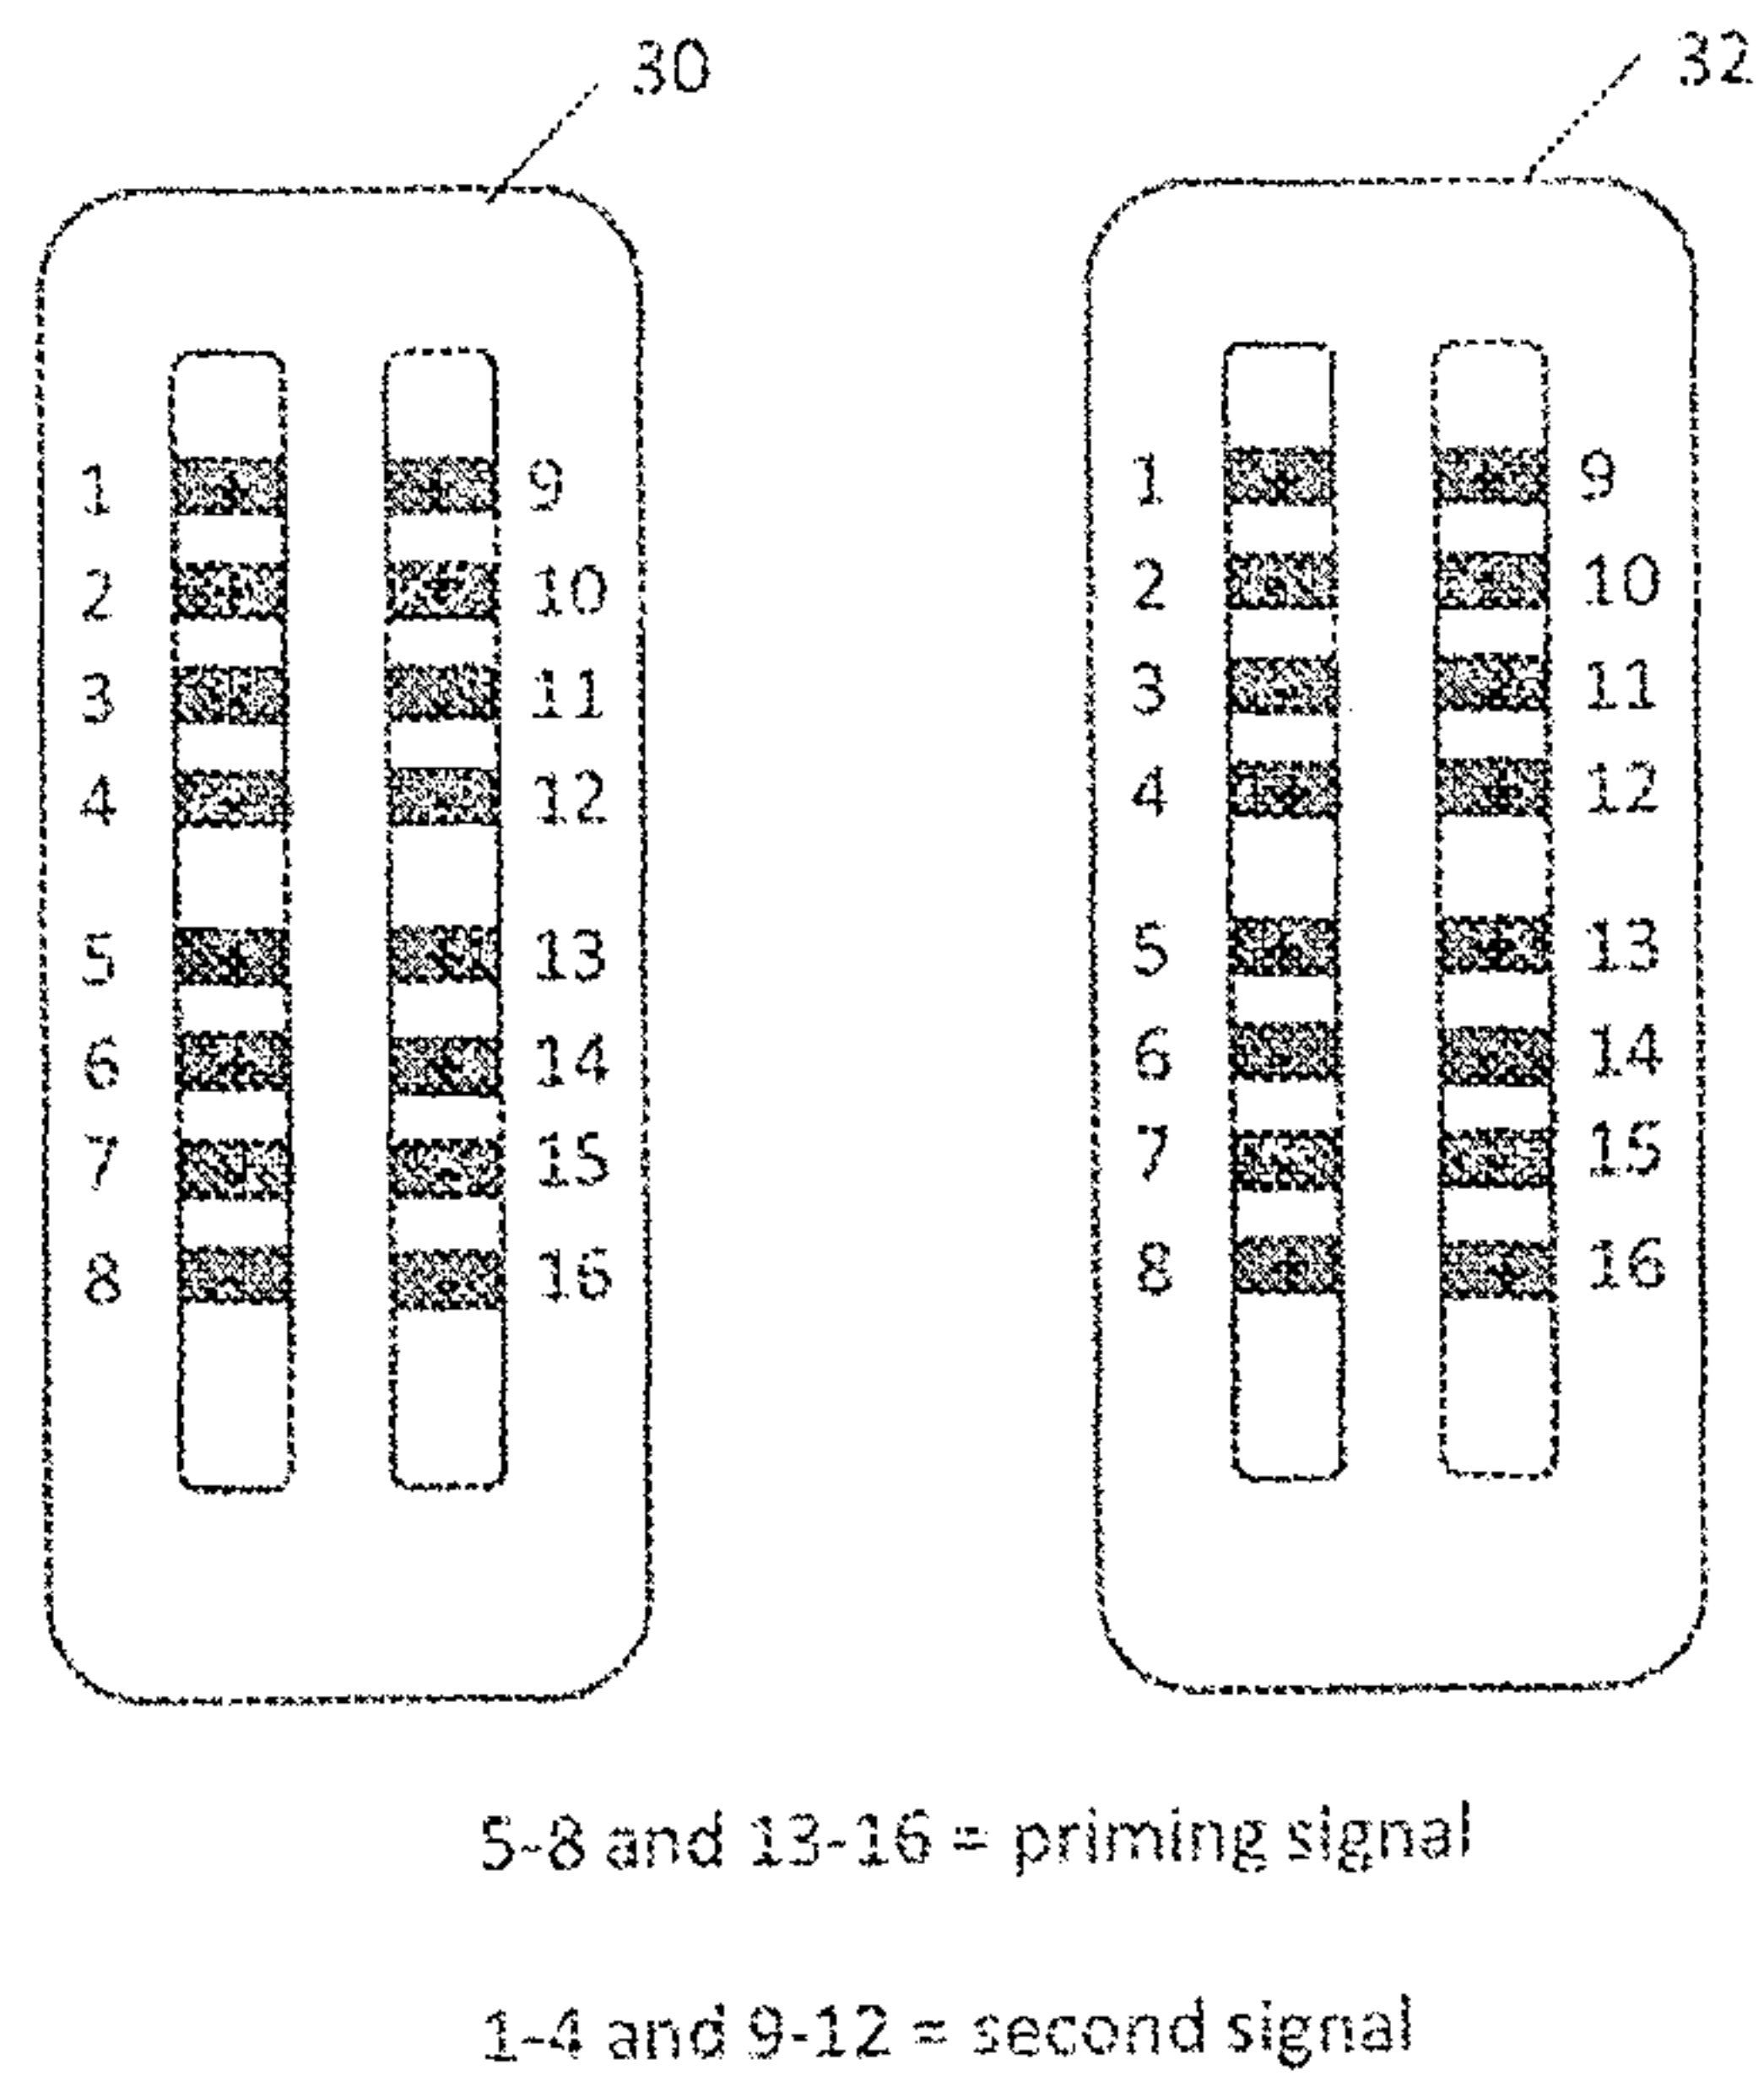 30 32
1 9 1 9
2 10 2 10
3 11 3 11
4 12 4 12
5 13 5 13
6 14 6 14
7 15 7 15
8 16 8 16
5-8 and 13-16 = priming signal
1-4 and 9-12 = second signal